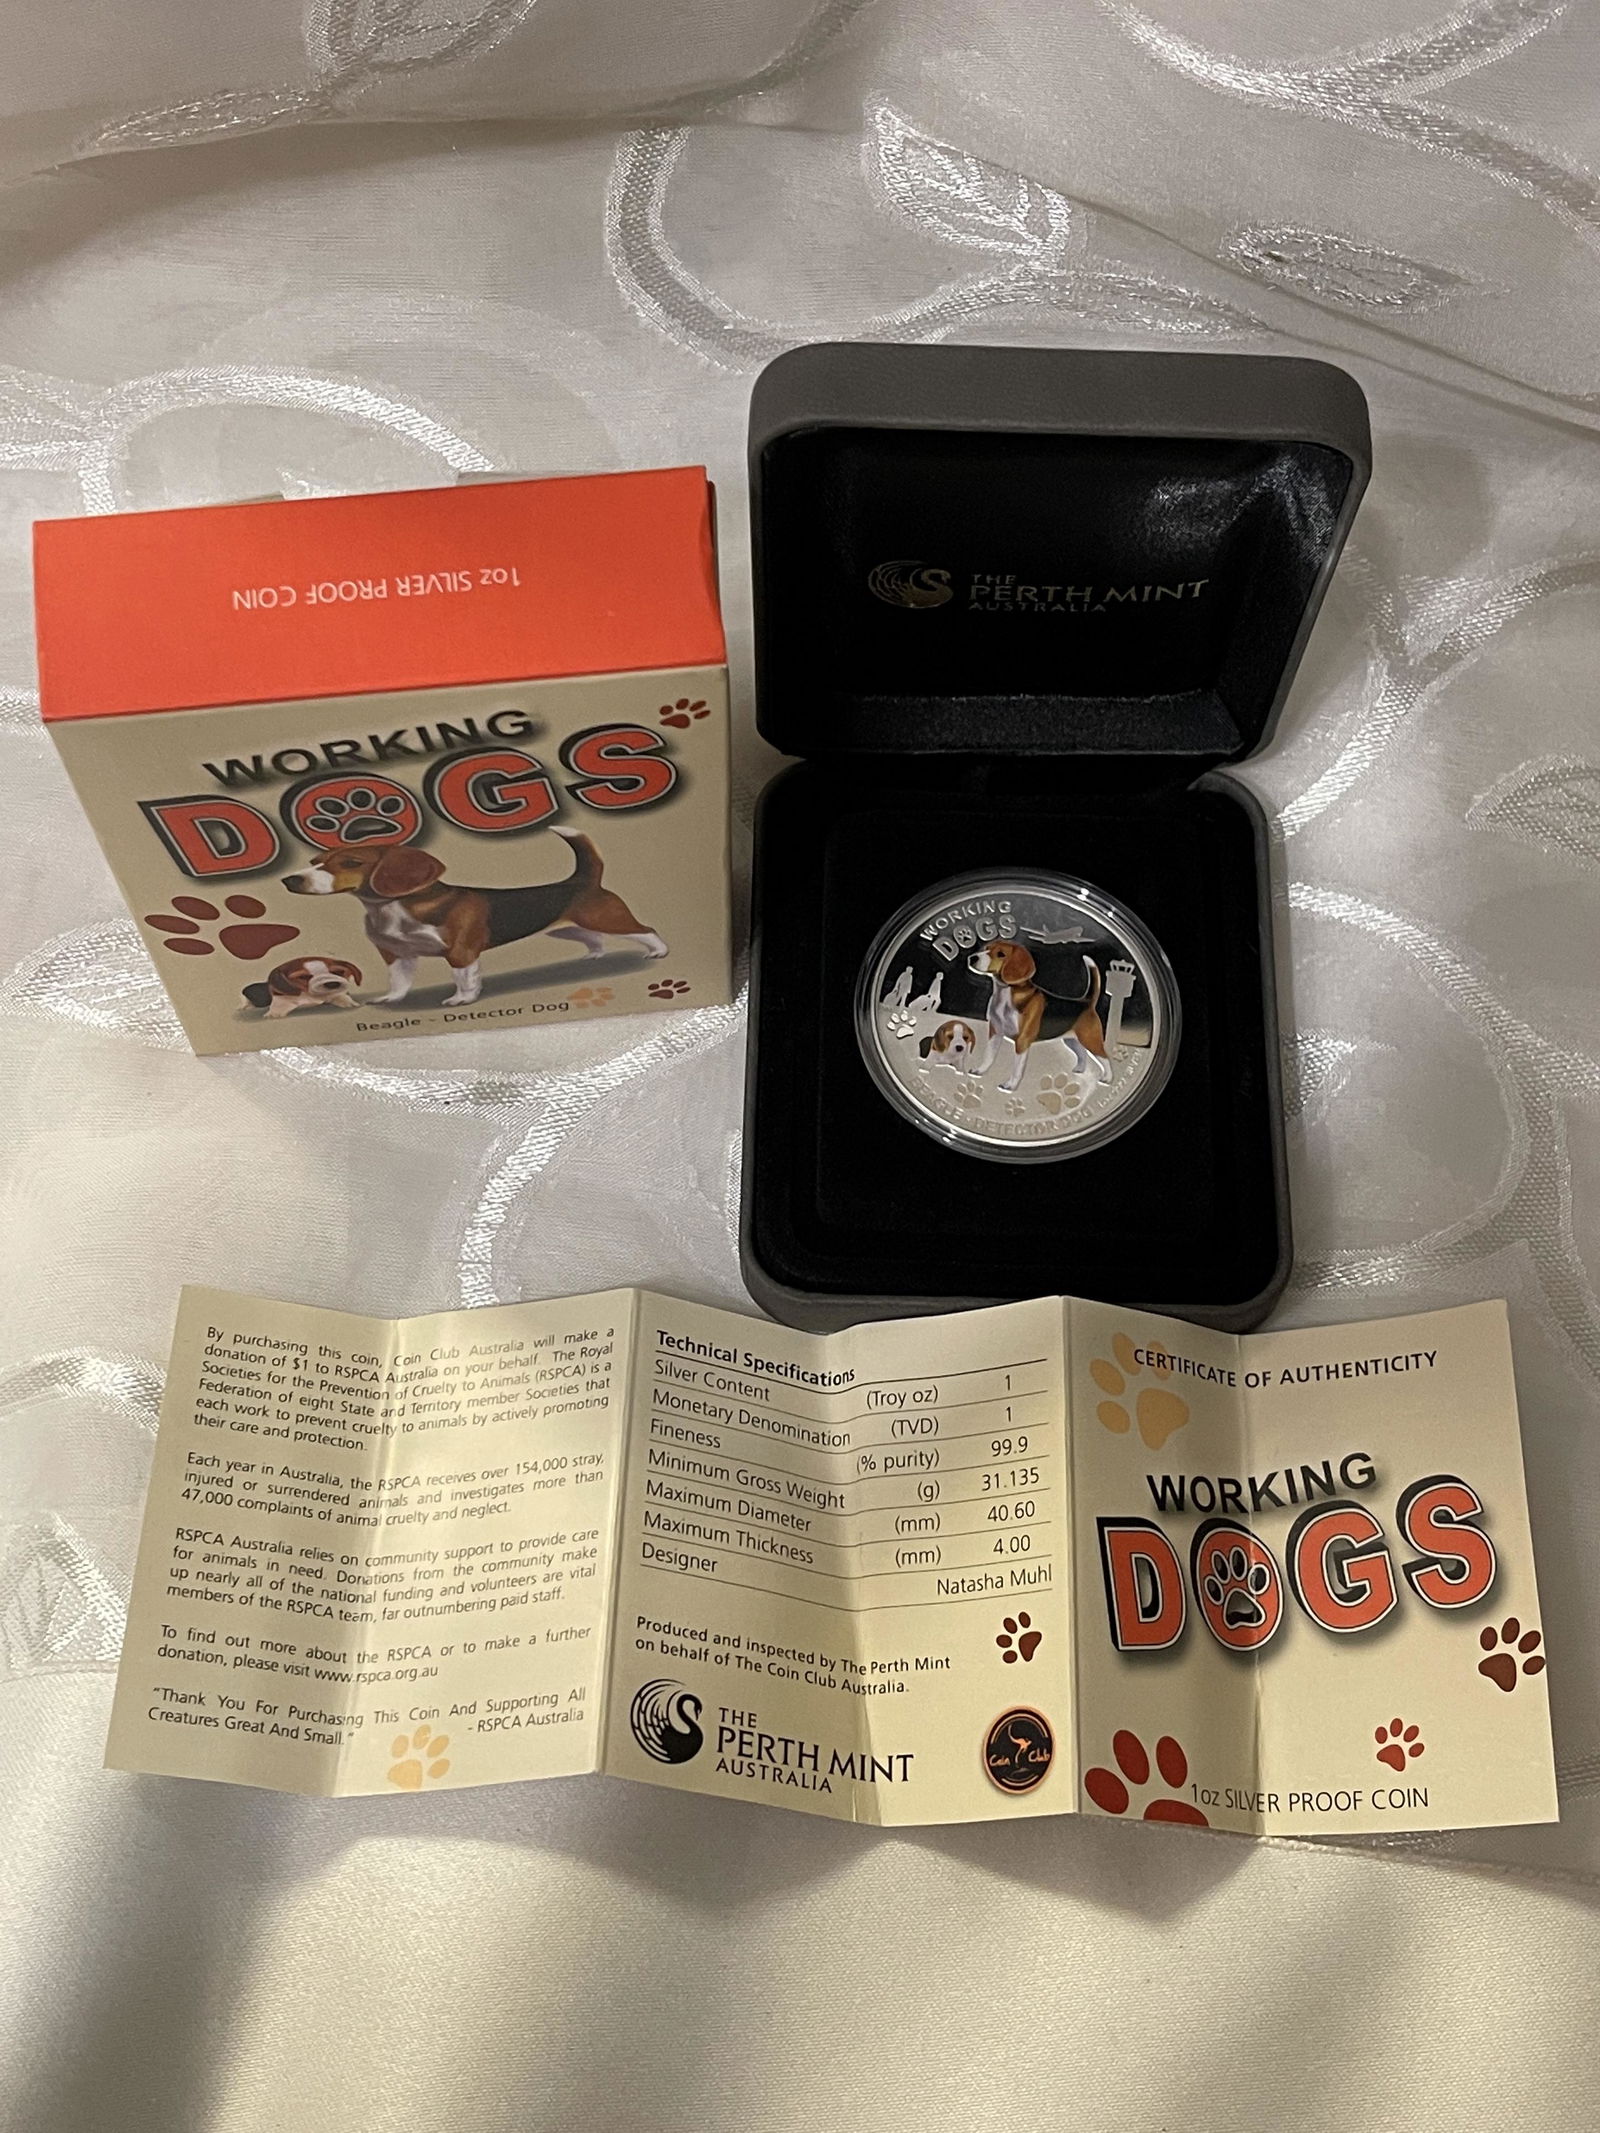 1oz SILVER PROOF COIN
WORKING
DOGS
Beagle - Detector Dog
THE
PERTH MINT
AUSTRALIA
WORKING
DOGS
BEAGLE - DETECTOR DOG 1oz
By purchasing this coin, Coin Club Australia will make a
donation of $1 to RSPCA Australia on your behalf. The Royal
Societies for the Prevention of Cruelty to Animals (RSPCA) is a
Federation of eight State and Territory member Societies that
each work to prevent cruelty to animals by actively promoting
their care and protection.
Each year in Australia, the RSPCA receives over 154,000 stray,
injured or surrendered animals and investigates more than
47,000 complaints of animal cruelty and neglect.
RSPCA Australia relies on community support to provide care
for animals in need. Donations from the community make
up nearly all of the national funding and volunteers are vital
members of the RSPCA team, far outnumbering paid staff.
To find out more about the RSPCA or to make a further
donation, please visit www.rspca.org.au
"Thank You For Purchasing This Coin And Supporting All
Creatures Great And Small."
- RSPCA Australia
Technical Specifications
Silver Content (Troy oz) 1
Monetary Denomination (TVD) 1
Fineness (% purity) 99.9
Minimum Gross Weight (g) 31.135
Maximum Diameter (mm) 40.60
Maximum Thickness (mm) 4.00
Designer Natasha Muhl
Produced and inspected by The Perth Mint
on behalf of The Coin Club Australia.
THE
PERTH MINT
AUSTRALIA
Coin Club
CERTIFICATE OF AUTHENTICITY
WORKING
DOGS
1oz SILVER PROOF COIN